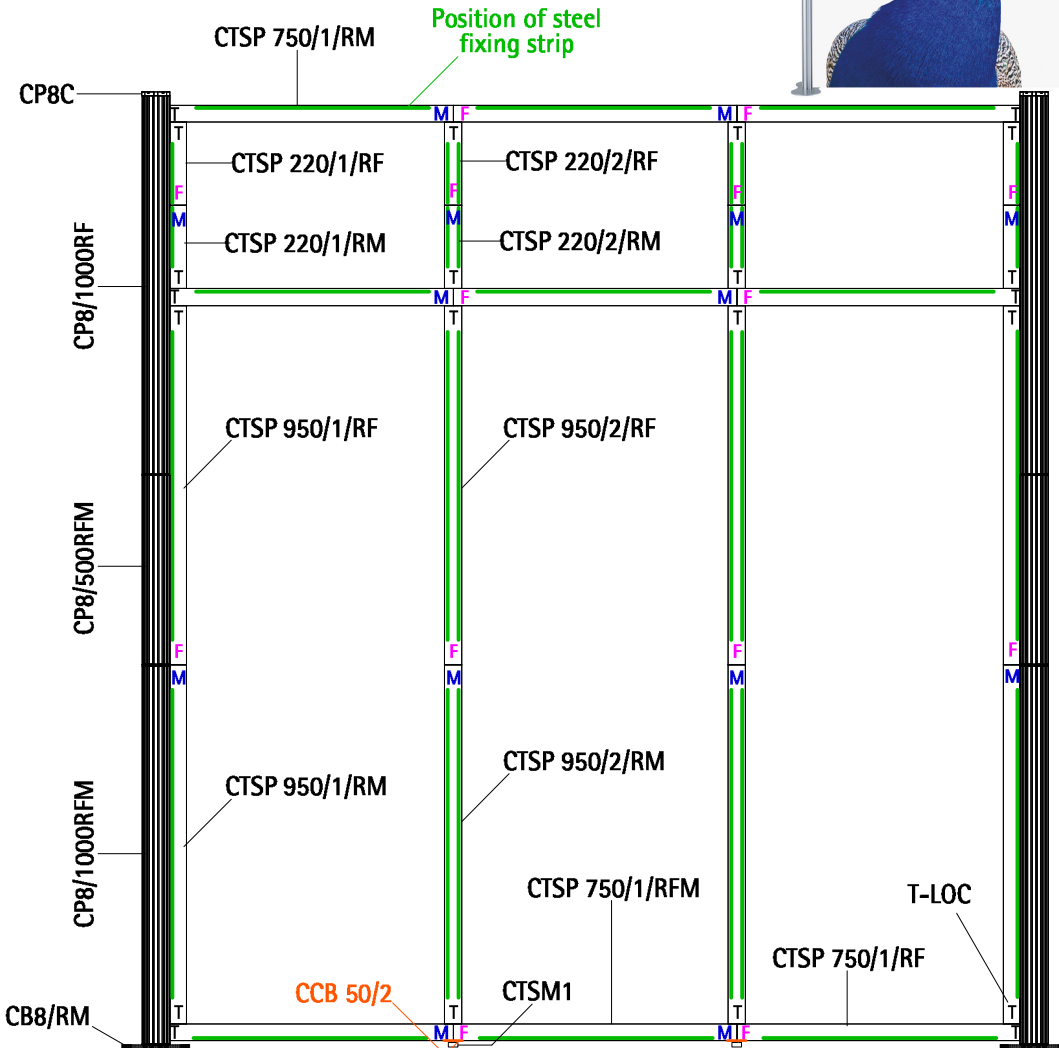 Position of steel
fixing strip
CTSP 750/1/RM
CP8C
T M F M F T
T T T T
CTSP 220/1/RF
CTSP 220/2/RF
F F F F
M M M M
CTSP 220/1/RM
CTSP 220/2/RM
CP8/1000RF
T T T T
T M F M F T
T T T T
CTSP 950/1/RF
CTSP 950/2/RF
CP8/500RFM
F F F F
M M M M
CTSP 950/1/RM
CTSP 950/2/RM
CP8/1000RFM
CTSP 750/1/RFM
T-LOC
CTSP 750/1/RF
CCB 50/2
CTSM1
T T T T
CB8/RM
T M F M F T